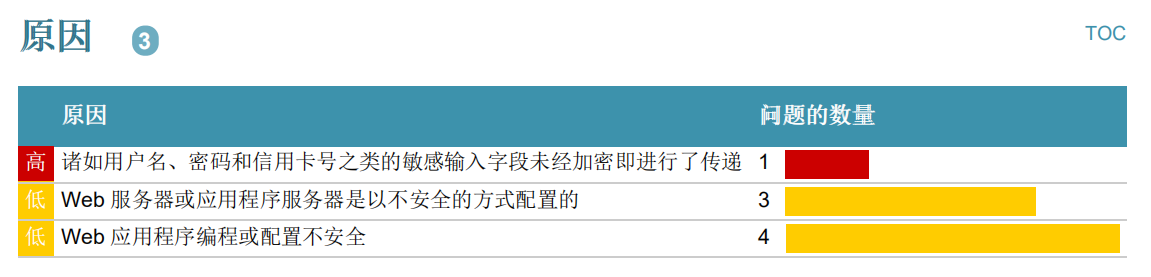 原因 3 TOC
原因 问题的数量
高 诸如用户名、密码和信用卡号之类的敏感输入字段未经加密即进行了传递 1
低 Web 服务器或应用程序服务器是以不安全的方式配置的 3
低 Web 应用程序编程或配置不安全 4